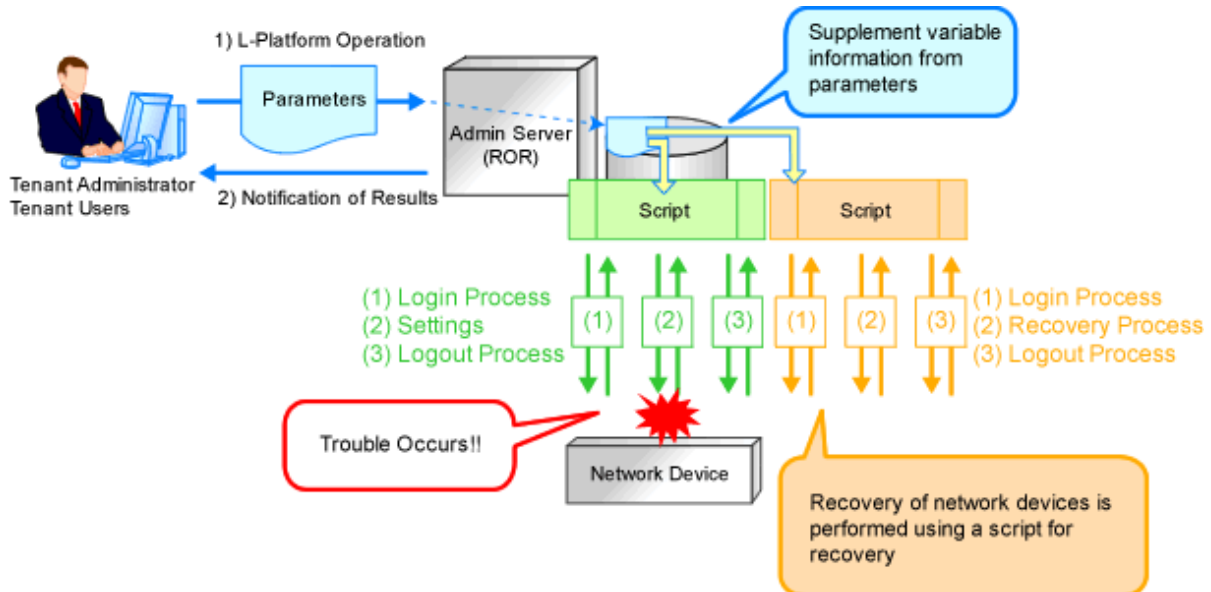 1) L-Platform Operation
Parameters
Admin Server
(ROR)
Supplement variable
information from
parameters
Tenant Administrator
Tenant Users
2) Notification of Results
Script
Script
(1) Login Process
(2) Settings
(3) Logout Process
(1)
(2)
(3)
(1)
(2)
(3)
(1) Login Process
(2) Recovery Process
(3) Logout Process
Trouble Occurs!!
Network Device
Recovery of network devices is
performed using a script for
recovery